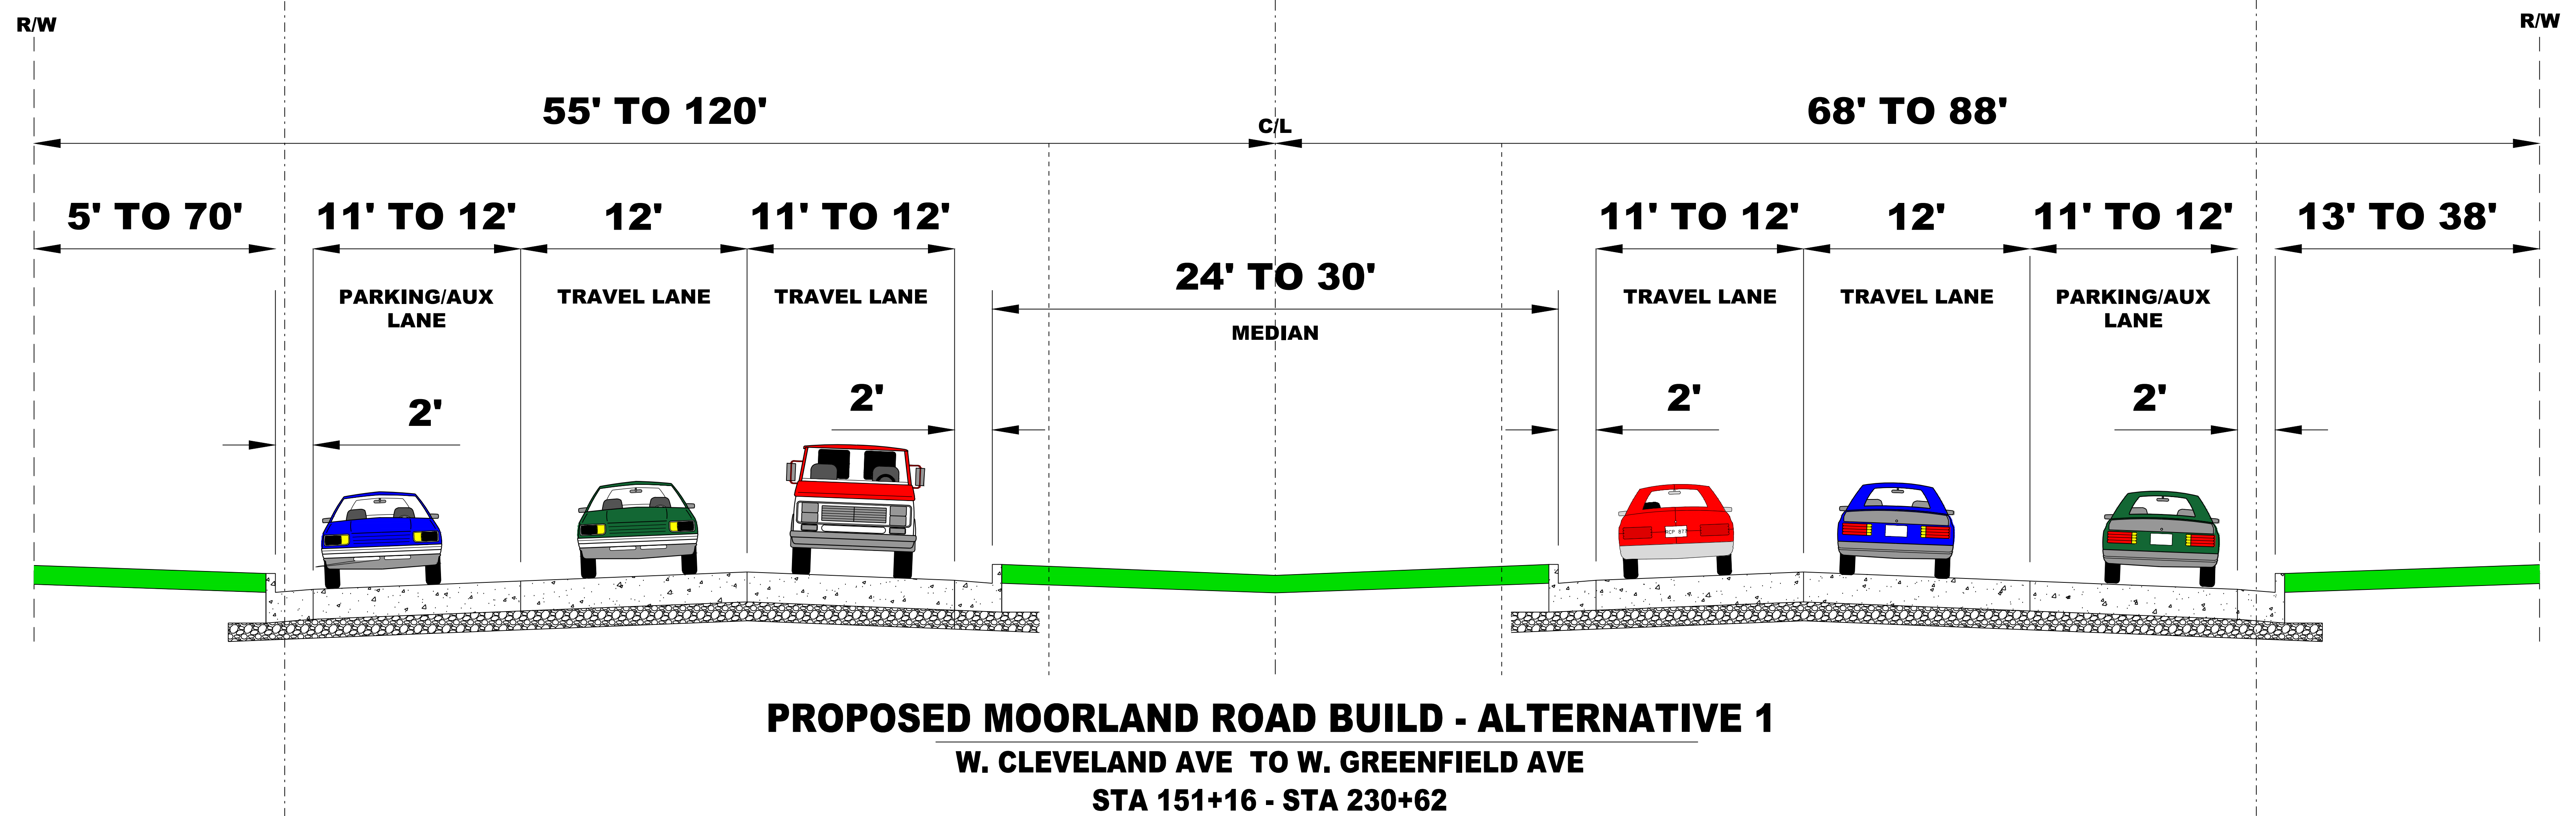 R/W
R/W
55' TO 120'
C/L
68' TO 88'
5' TO 70'
11' TO 12'
12'
11' TO 12'
11' TO 12'
12'
11' TO 12'
13' TO 38'
24' TO 30'
PARKING/AUX
LANE
TRAVEL LANE
TRAVEL LANE
MEDIAN
TRAVEL LANE
TRAVEL LANE
PARKING/AUX
LANE
2'
2'
2'
2'
PROPOSED MOORLAND ROAD BUILD - ALTERNATIVE 1
W. CLEVELAND AVE TO W. GREENFIELD AVE
STA 151+16 - STA 230+62